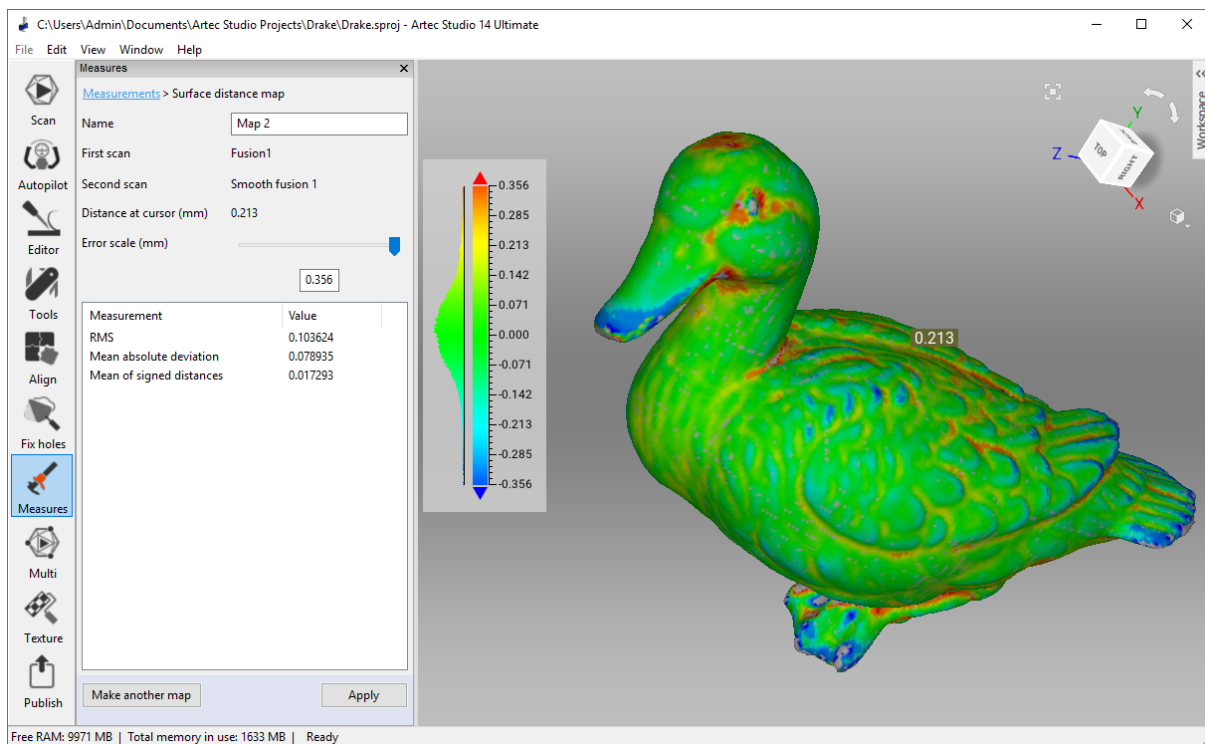 C:\Users\Admin\Documents\Artec Studio Projects\Drake\Drake.sproj - Artec Studio 14 Ultimate
File Edit View Window Help
Scan
Autopilot
Editor
Tools
Align
Fix holes
Measures
Multi
Texture
Publish
Measures
Measurements > Surface distance map
Name Map 2
First scan Fusion1
Second scan Smooth fusion 1
Distance at cursor (mm) 0.213
Error scale (mm)
0.356
Measurement Value
RMS 0.103624
Mean absolute deviation 0.078935
Mean of signed distances 0.017293
Make another map Apply
0.356
0.285
0.213
0.142
0.071
0.000
-0.071
-0.142
-0.213
-0.285
-0.356
0.213
Y
Z
X
TOP
RIGHT
Workspace
Free RAM: 9971 MB | Total memory in use: 1633 MB | Ready